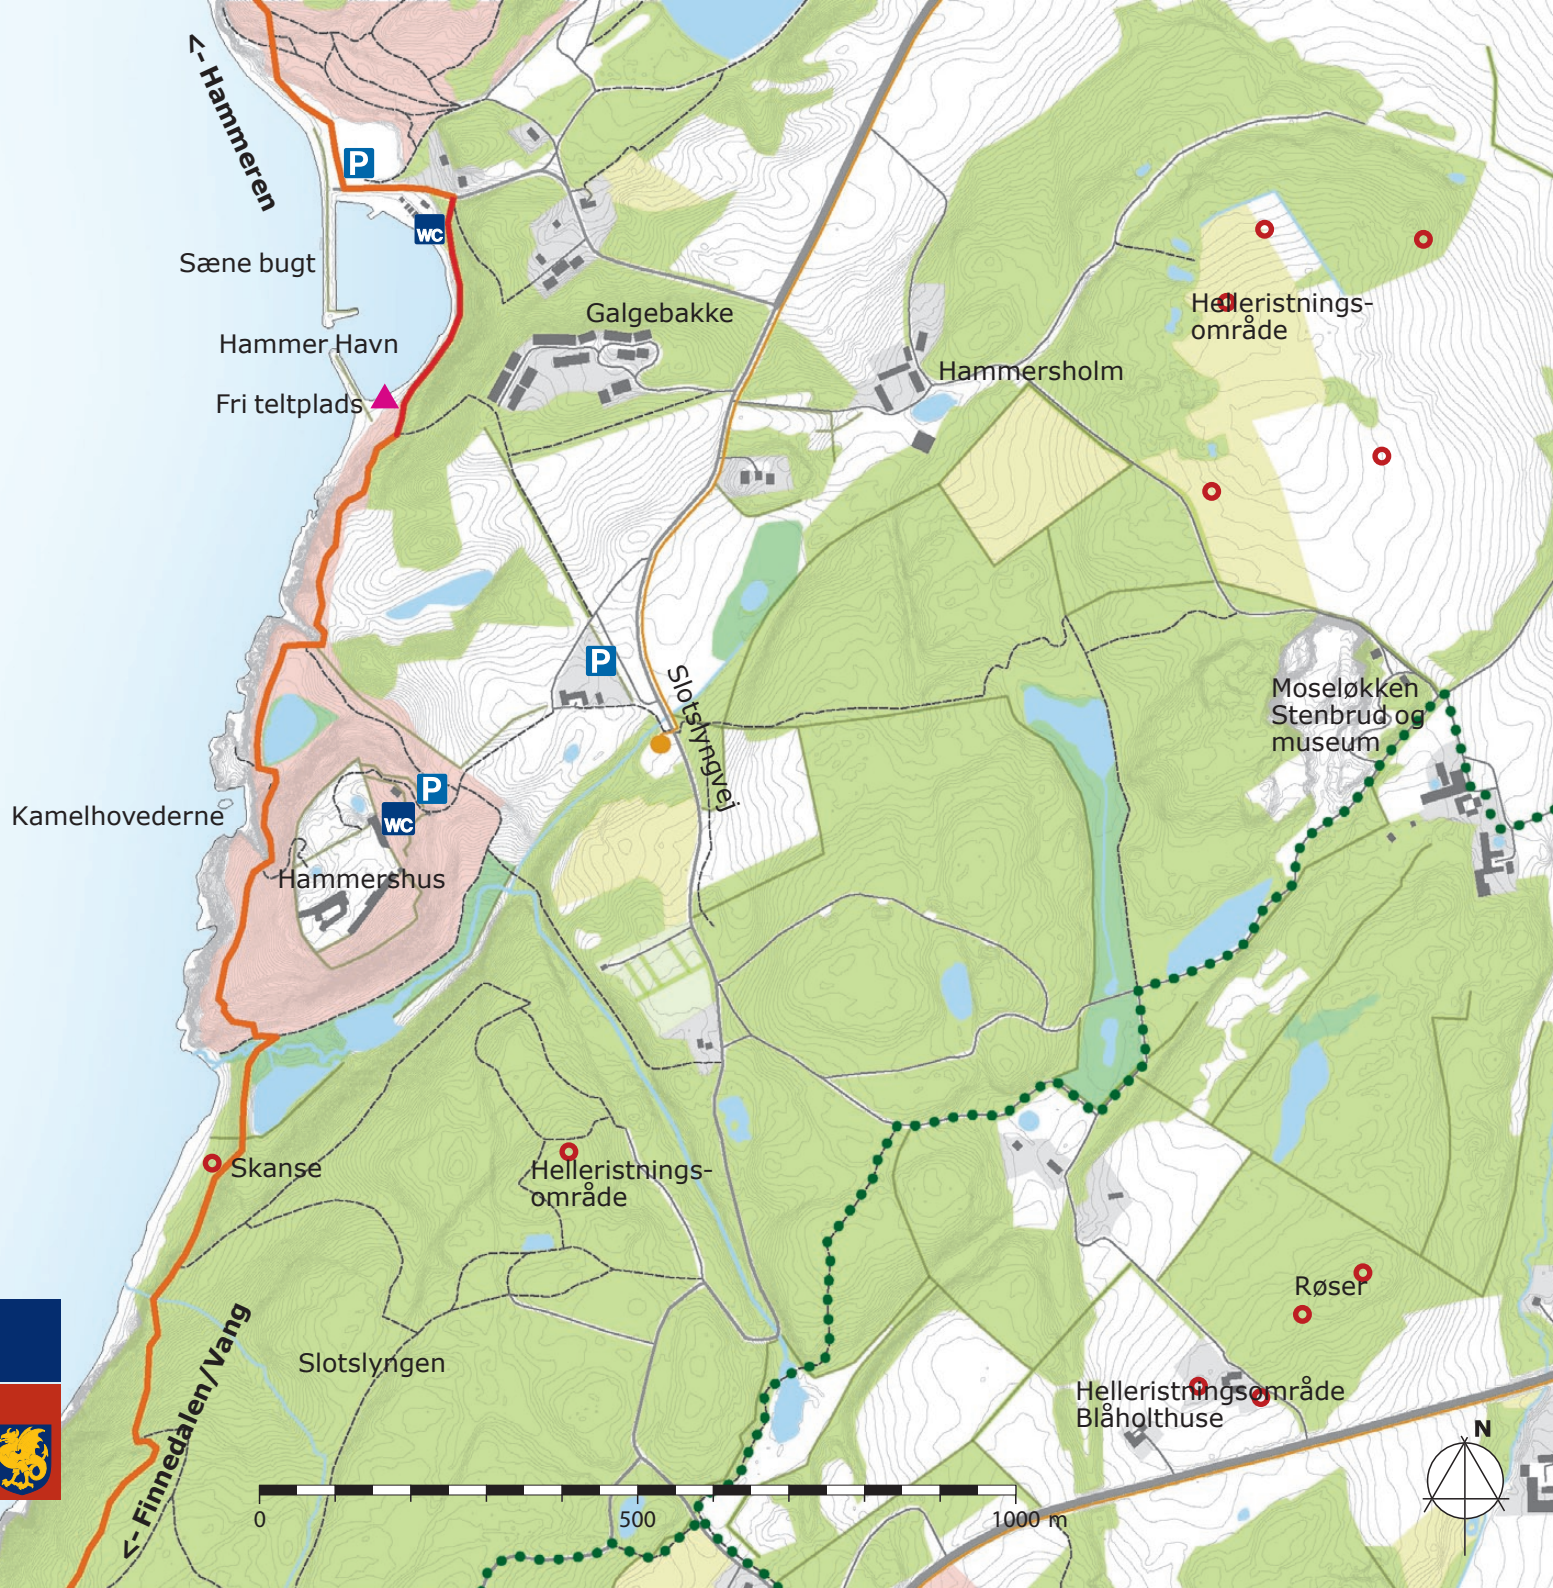 <- Hammeren
P
WC
Sæne bugt
Galgebakke
Helleristnings-
område
Hammer Havn
Hammersholm
Fri teltplads
P
Slotslyngvej
Moseløkken
Stenbrud og
museum
P
WC
Kamelhovederne
Hammershus
Skanse
Helleristnings-
område
Røser
<- Finnedalen/Vang
Slotslyngen
Helleristningsområde
Blåholthuse
N
0 500 1000 m